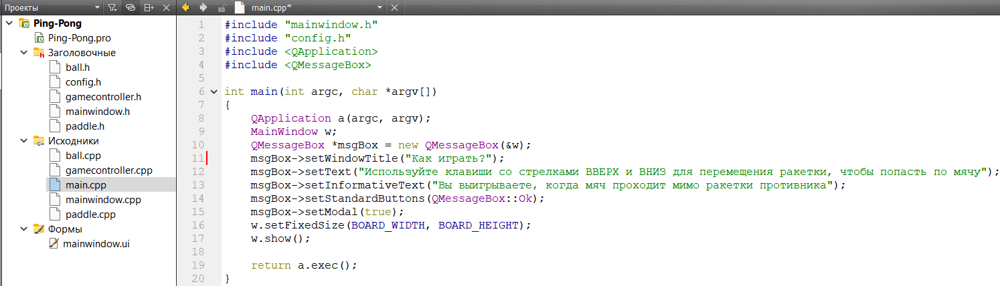 Проекты
main.cpp*
Ping-Pong
Ping-Pong.pro
Заголовочные
ball.h
config.h
gamecontroller.h
mainwindow.h
paddle.h
Исходники
ball.cpp
gamecontroller.cpp
main.cpp
mainwindow.cpp
paddle.cpp
Формы
mainwindow.ui
1 #include "mainwindow.h"
2 #include "config.h"
3 #include <QApplication>
4 #include <QMessageBox>
5
6 int main(int argc, char *argv[])
7 {
8 QApplication a(argc, argv);
9 MainWindow w;
10 QMessageBox *msgBox = new QMessageBox(&w);
11 msgBox->setWindowTitle("Как играть?");
12 msgBox->setText("Используйте клавиши со стрелками ВВЕРХ и ВНИЗ для перемещения ракетки, чтобы попасть по мячу");
13 msgBox->setInformativeText("Вы выигрываете, когда мяч проходит мимо ракетки противника");
14 msgBox->setStandardButtons(QMessageBox::Ok);
15 msgBox->setModal(true);
16 w.setFixedSize(BOARD_WIDTH, BOARD_HEIGHT);
17 w.show();
18
19 return a.exec();
20 }